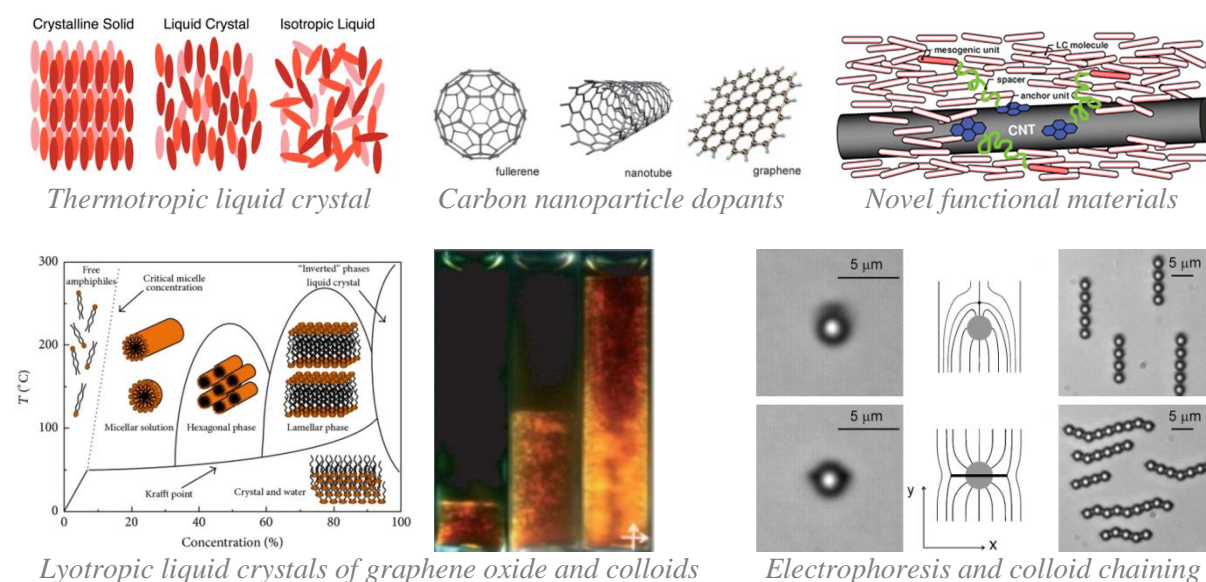 Crystalline Solid
Liquid Crystal
Isotropic Liquid
Thermotropic liquid crystal
fullerene
nanotube
graphene
Carbon nanoparticle dopants
mesogenic unit
LC molecule
spacer
anchor unit
CNT
Novel functional materials
300
200
100
0
T (°C)
Free
amphiphiles
Critical micelle
concentration
"Inverted" phases
liquid crystal
Micellar solution
Hexagonal phase
Lamellar phase
Krafft point
Crystal and water
0 20 40 60 80 100
Concentration (%)
Lyotropic liquid crystals of graphene oxide and colloids
5 µm
5 µm
5 µm
5 µm
y
x
Electrophoresis and colloid chaining